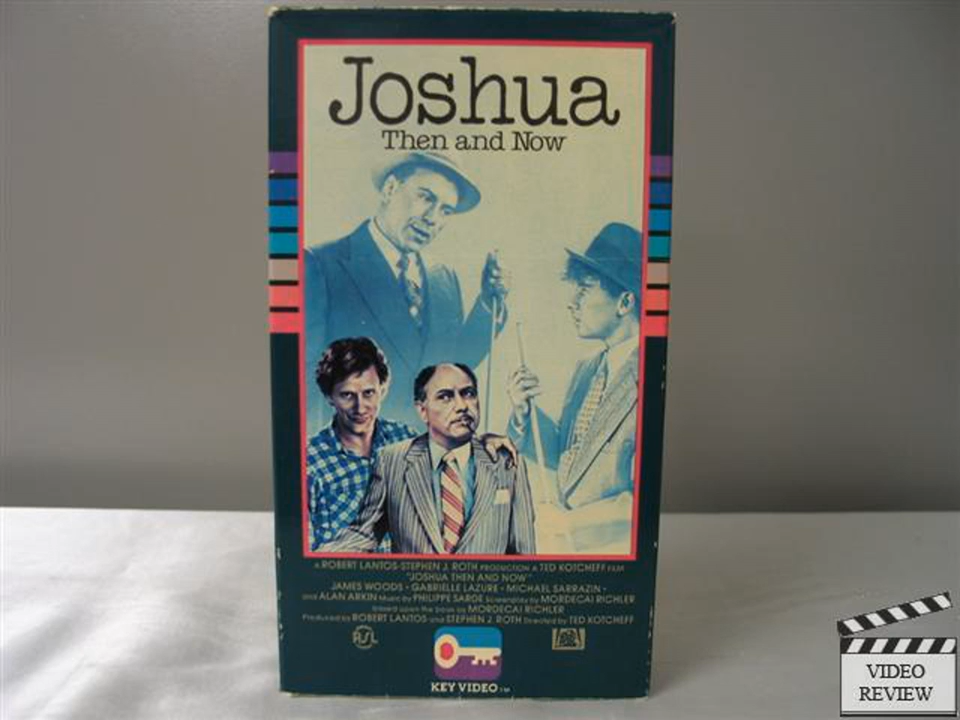 Joshua
Then and Now
A ROBERT LANTOS-STEPHEN J. ROTH PRODUCTION A TED KOTCHEFF FILM
"JOSHUA THEN AND NOW"
JAMES WOODS • GABRIELLE LAZURE • MICHAEL SARRAZIN •
and ALAN ARKIN Music by PHILIPPE SARDE Screenplay by MORDECAI RICHLER
based upon the book by MORDECAI RICHLER
Produced by ROBERT LANTOS and STEPHEN J. ROTH Directed by TED KOTCHEFF
RSL
KEY VIDEO™
VIDEO
REVIEW